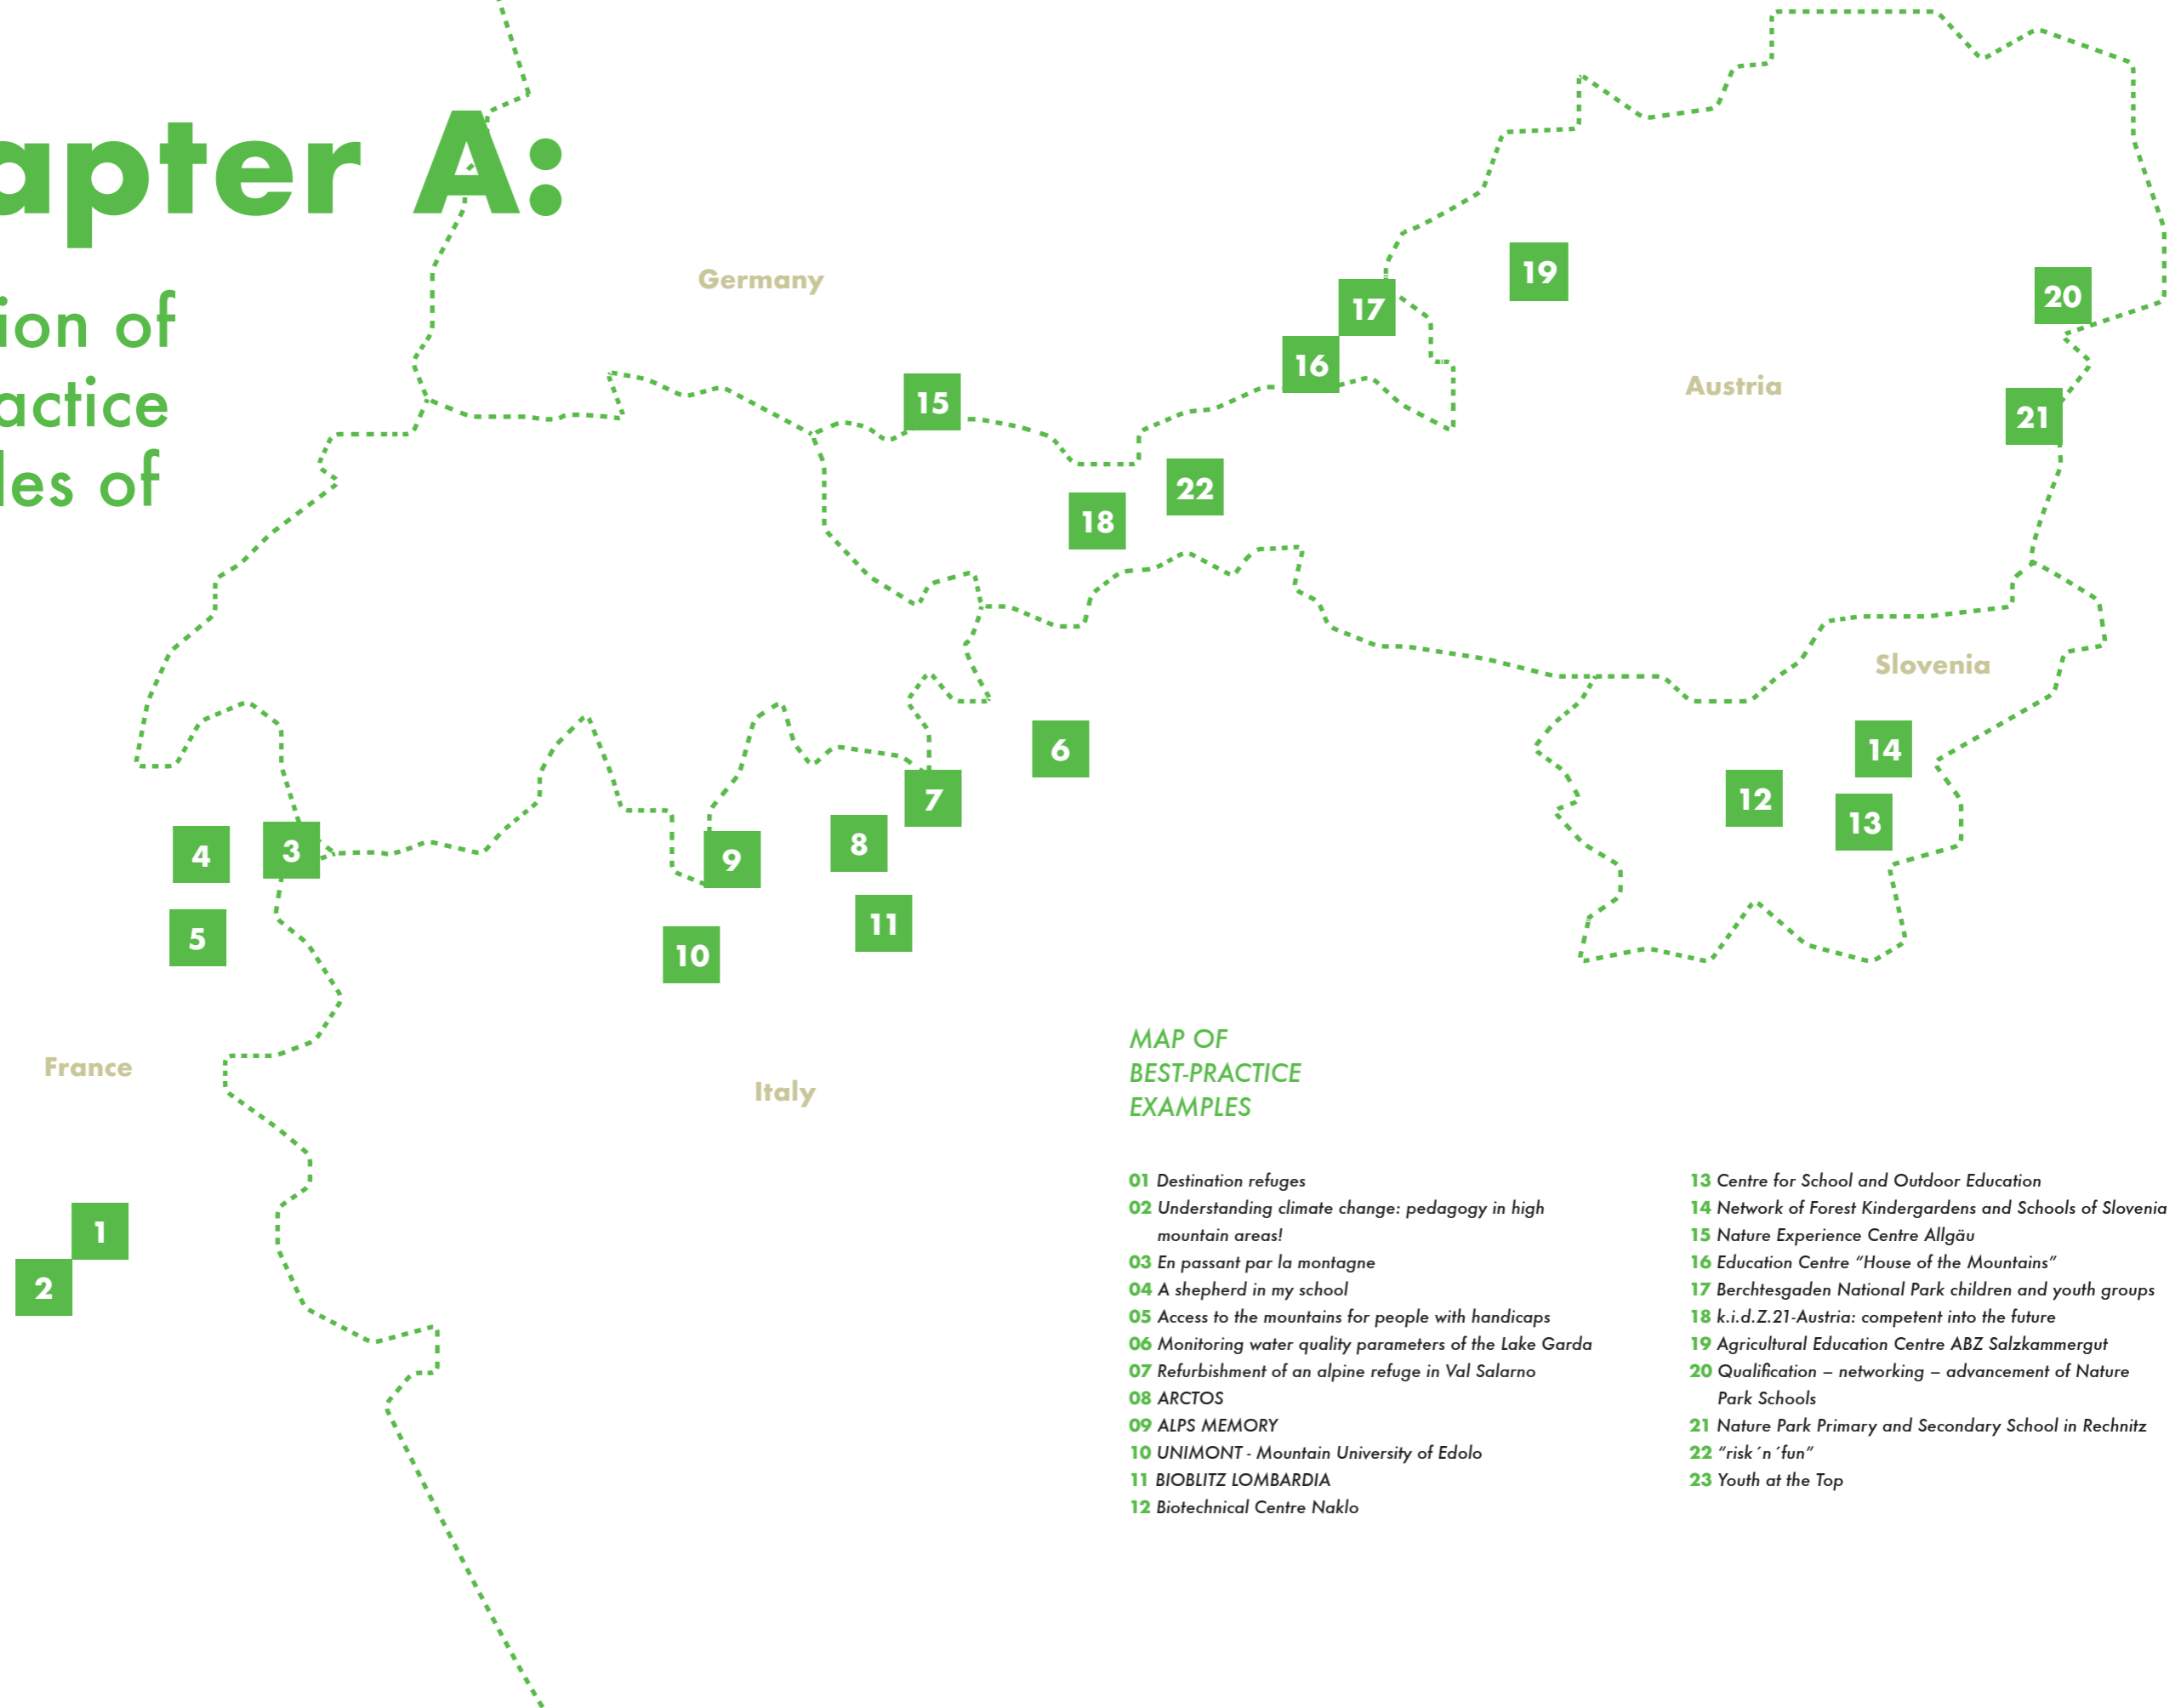 apter A:
ion of
actice
les of
Germany
19
17
20
16
Austria
15
21
22
18
Slovenia
6
14
7
12
13
8
3
4
9
11
5
10
MAP OF
BEST-PRACTICE
EXAMPLES
France
Italy
1
2
01 Destination refuges
02 Understanding climate change: pedagogy in high
mountain areas!
03 En passant par la montagne
04 A shepherd in my school
05 Access to the mountains for people with handicaps
06 Monitoring water quality parameters of the Lake Garda
07 Refurbishment of an alpine refuge in Val Salarno
08 ARCTOS
09 ALPS MEMORY
10 UNIMONT - Mountain University of Edolo
11 BIOBLITZ LOMBARDIA
12 Biotechnical Centre Naklo
13 Centre for School and Outdoor Education
14 Network of Forest Kindergardens and Schools of Slovenia
15 Nature Experience Centre Allgäu
16 Education Centre “House of the Mountains”
17 Berchtesgaden National Park children and youth groups
18 k.i.d.Z.21-Austria: competent into the future
19 Agricultural Education Centre ABZ Salzkammergut
20 Qualification – networking – advancement of Nature
Park Schools
21 Nature Park Primary and Secondary School in Rechnitz
22 “risk´n´fun”
23 Youth at the Top